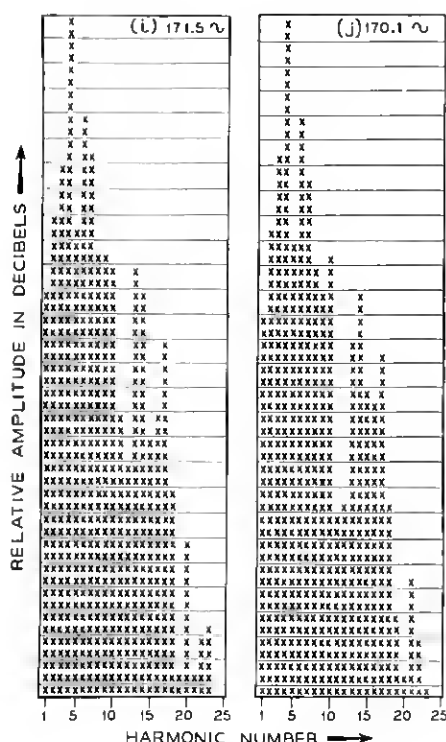 (i) 171.5 ~
(j) 170.1 ~
RELATIVE AMPLITUDE IN DECIBELS →
1 5 10 15 20 25
1 5 10 15 20 25
HARMONIC NUMBER →